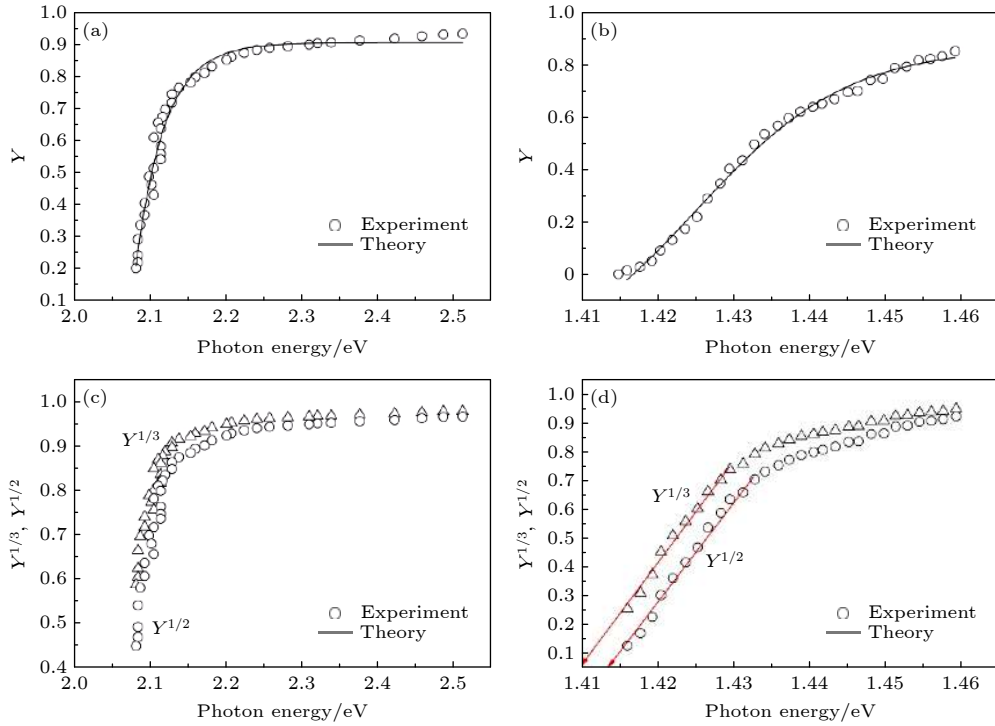 (a)
1.0
0.9
0.8
0.7
0.6
0.5
0.4
0.3
0.2
0.1
Y
Experiment
Theory
2.0 2.1 2.2 2.3 2.4 2.5
Photon energy/eV
(b)
1.0
0.8
0.6
0.4
0.2
0
Y
Experiment
Theory
1.41 1.42 1.43 1.44 1.45 1.46
Photon energy/eV
(c)
1.0
0.9
0.8
0.7
0.6
0.5
0.4
Y^{1/3}, Y^{1/2}
Y^{1/3}
Y^{1/2}
Experiment
Theory
2.0 2.1 2.2 2.3 2.4 2.5
Photon energy/eV
(d)
1.0
0.9
0.8
0.7
0.6
0.5
0.4
0.3
0.2
0.1
Y^{1/3}, Y^{1/2}
Y^{1/3}
Y^{1/2}
Experiment
Theory
1.41 1.42 1.43 1.44 1.45 1.46
Photon energy/eV